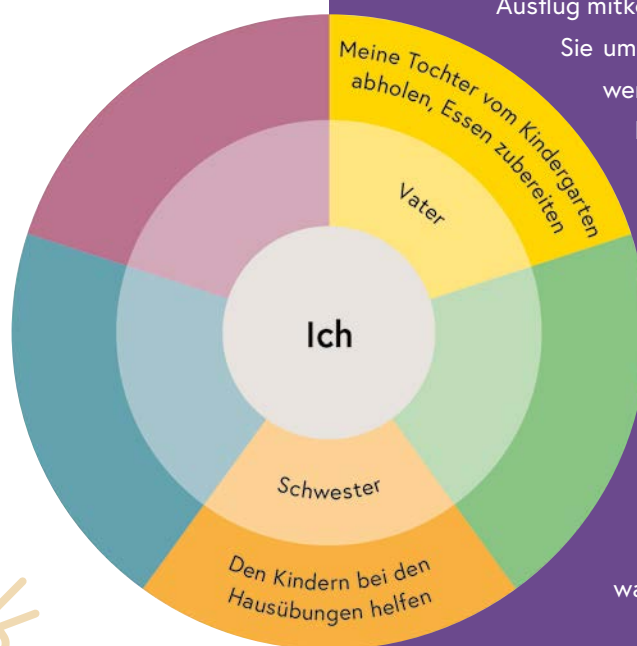 Ausflug mitk
Sie um
wer
Meine Tochter vom Kindergarten
abholen, Essen zubereiten
Vater
Ich
Schwester
Den Kindern bei den
Hausübungen helfen
wa